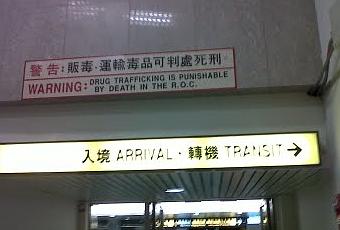 警告：販毒、運輸毒品可判處死刑
WARNING: DRUG TRAFFICKING IS PUNISHABLE
BY DEATH IN THE R.O.C.
入境 ARRIVAL · 轉機 TRANSIT →